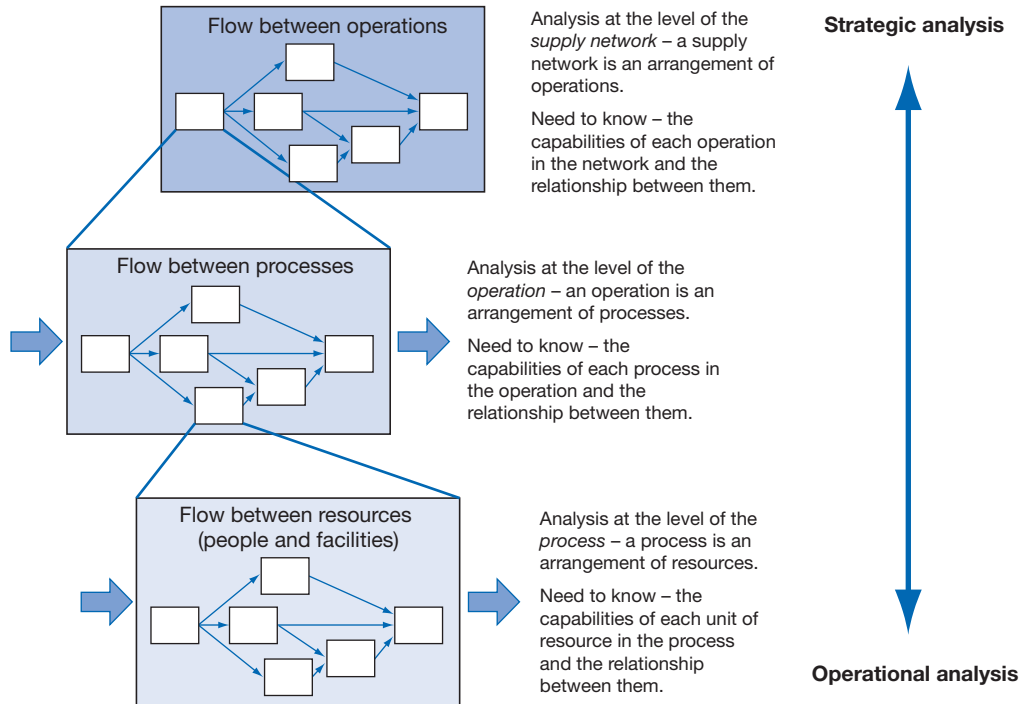 Flow between operations
Analysis at the level of the
supply network – a supply
network is an arrangement of
operations.
Need to know – the
capabilities of each operation
in the network and the
relationship between them.
Strategic analysis
Flow between processes
Analysis at the level of the
operation – an operation is an
arrangement of processes.
Need to know – the
capabilities of each process in
the operation and the
relationship between them.
Flow between resources
(people and facilities)
Analysis at the level of the
process – a process is an
arrangement of resources.
Need to know – the
capabilities of each unit of
resource in the process
and the relationship
between them.
Operational analysis